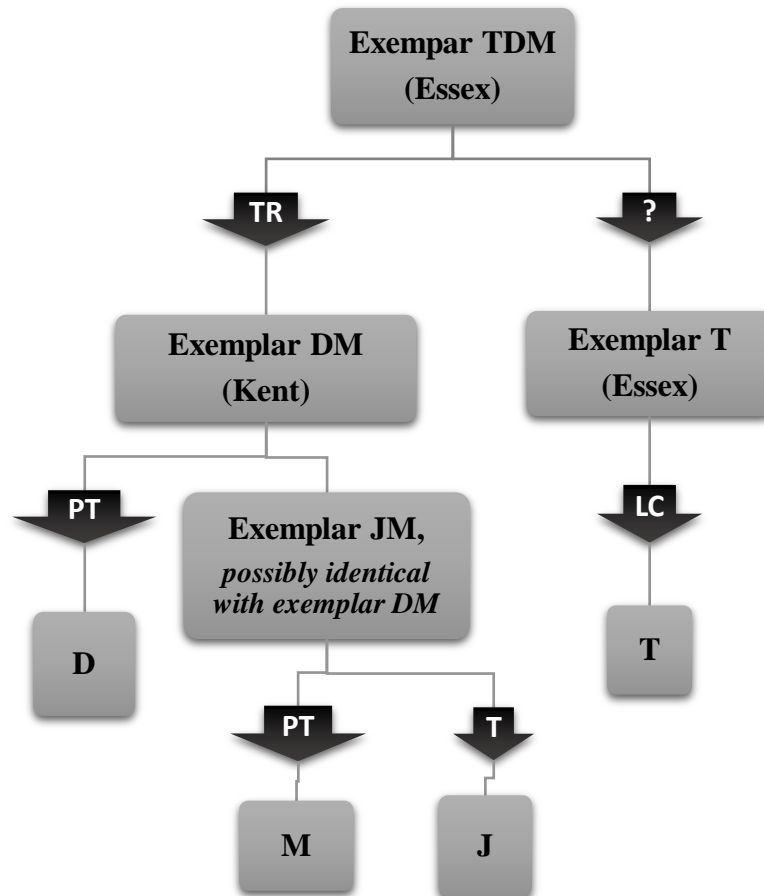 Exempar TDM
(Essex)
TR
?
Exemplar DM
(Kent)
Exemplar T
(Essex)
PT
Exemplar JM,
possibly identical
with exemplar DM
LC
D
T
PT
T
M
J